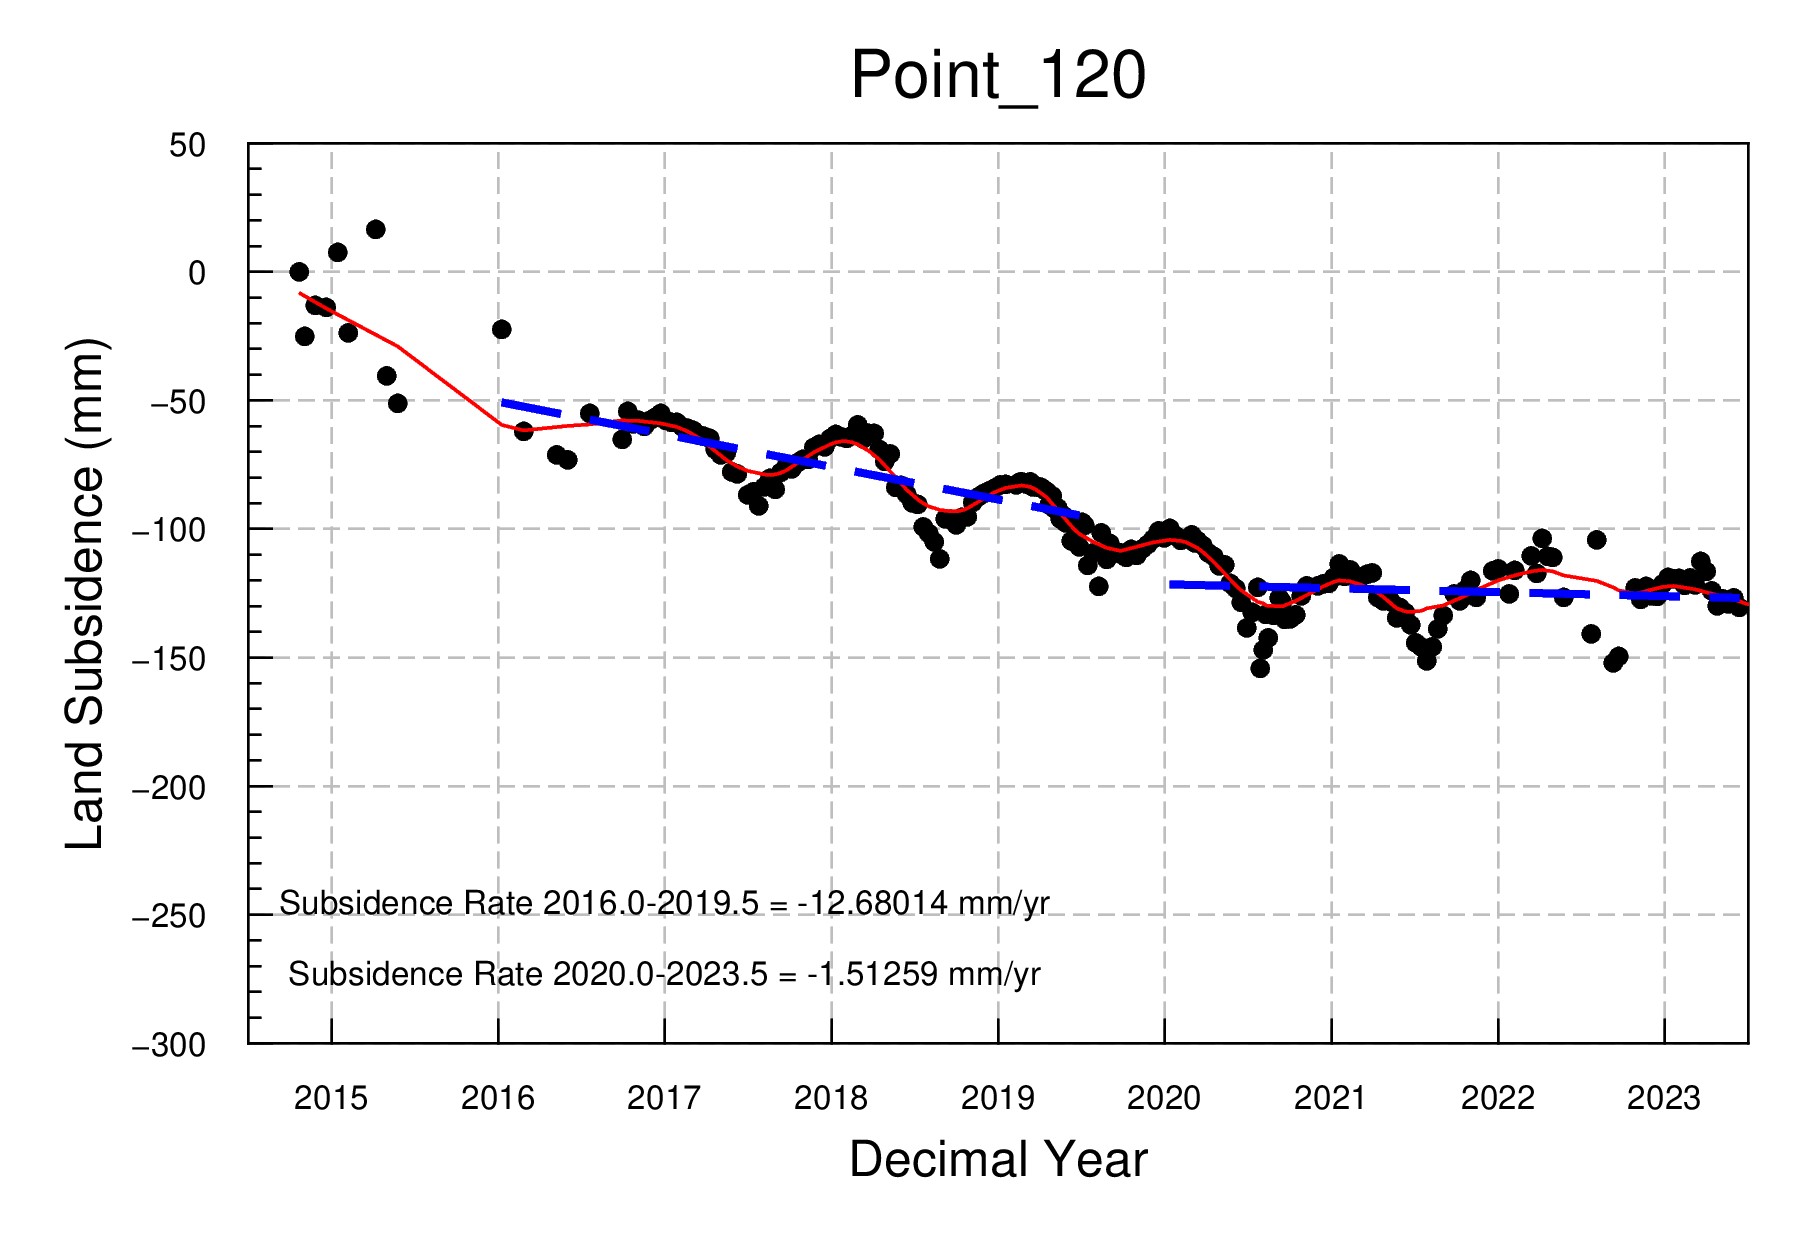 Point_120
50
0
−50
−100
−150
−200
−250
−300
Land Subsidence (mm)
Subsidence Rate 2016.0-2019.5 = -12.68014 mm/yr
Subsidence Rate 2020.0-2023.5 = -1.51259 mm/yr
2015 2016 2017 2018 2019 2020 2021 2022 2023
Decimal Year